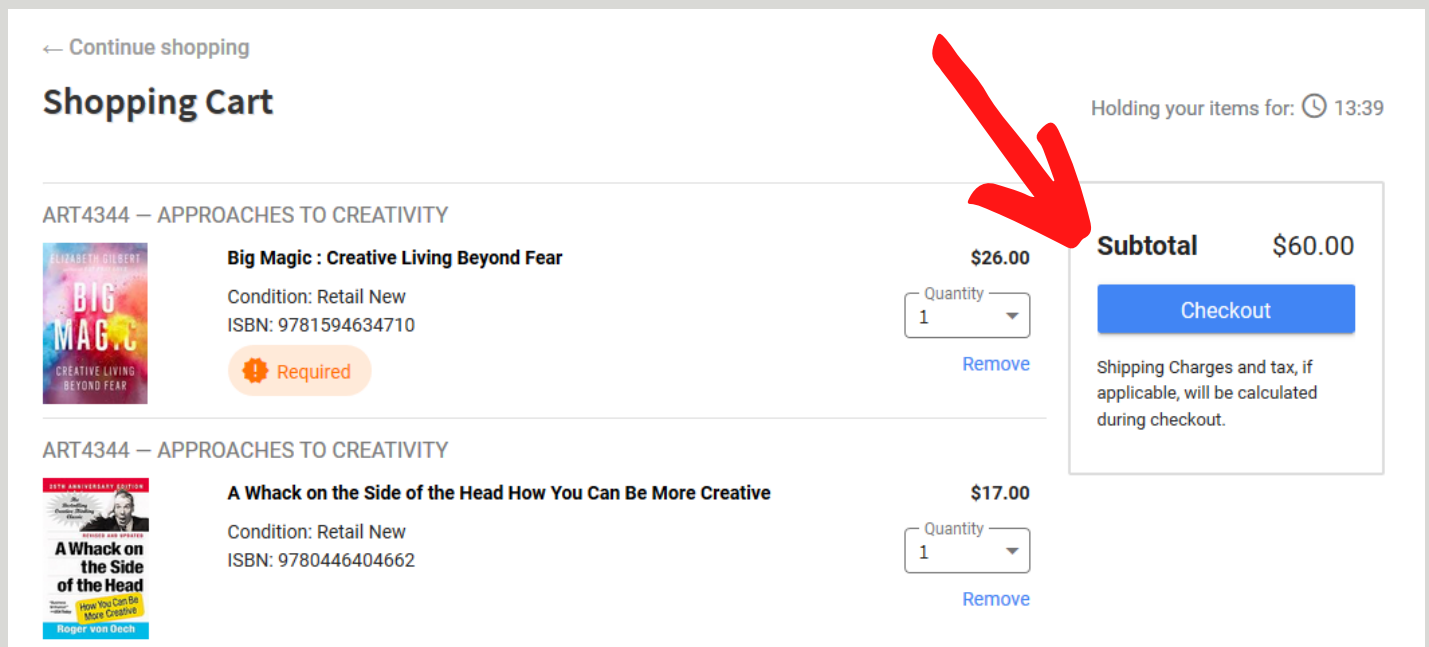 ← Continue shopping
Shopping Cart
Holding your items for: 13:39
ART4344 — APPROACHES TO CREATIVITY
ELIZABETH GILBERT
BIG
MAGIC
CREATIVE LIVING
BEYOND FEAR
Big Magic : Creative Living Beyond Fear
$26.00
Condition: Retail New
ISBN: 9781594634710
Required
Quantity
1
Remove
Subtotal $60.00
Checkout
Shipping Charges and tax, if
applicable, will be calculated
during checkout.
ART4344 — APPROACHES TO CREATIVITY
25TH ANNIVERSARY EDITION
The
Bestselling
Creative Thinking
Classic
REVISED AND UPDATED
A Whack on
the Side
of the Head
How You Can Be
More Creative
Roger von Oech
A Whack on the Side of the Head How You Can Be More Creative
$17.00
Condition: Retail New
ISBN: 9780446404662
Quantity
1
Remove